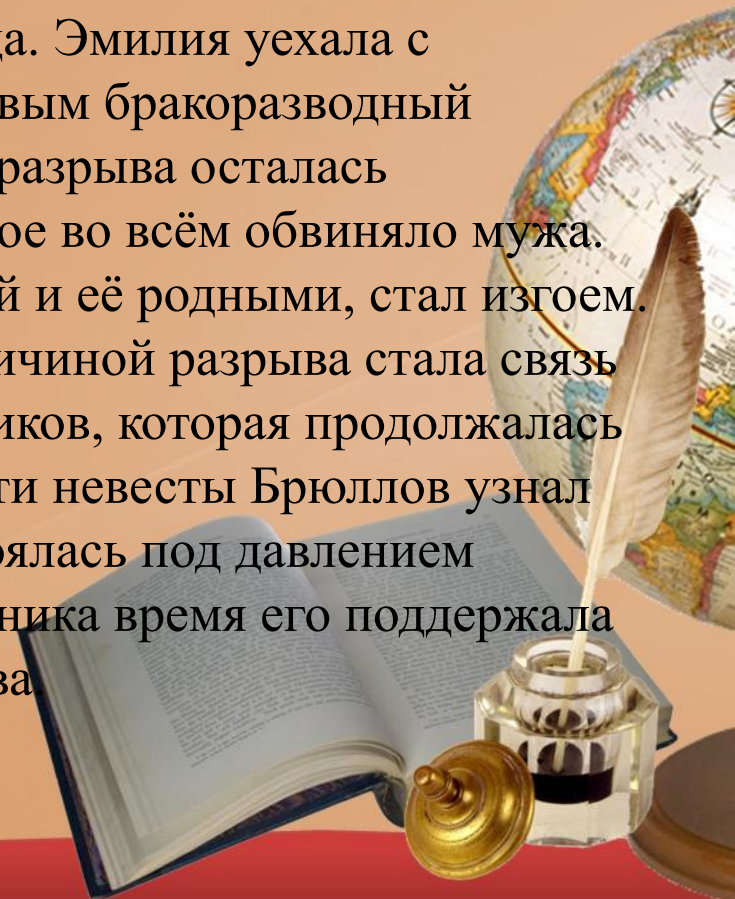 да. Эмилия уехала с
вым бракоразводный
разрыва осталась
ое во всём обвиняло мужа.
й и её родными, стал изгоем.
ичиной разрыва стала связь
иков, которая продолжалась
ти невесты Брюллов узнал
оялась под давлением
ника время его поддержала
ва.